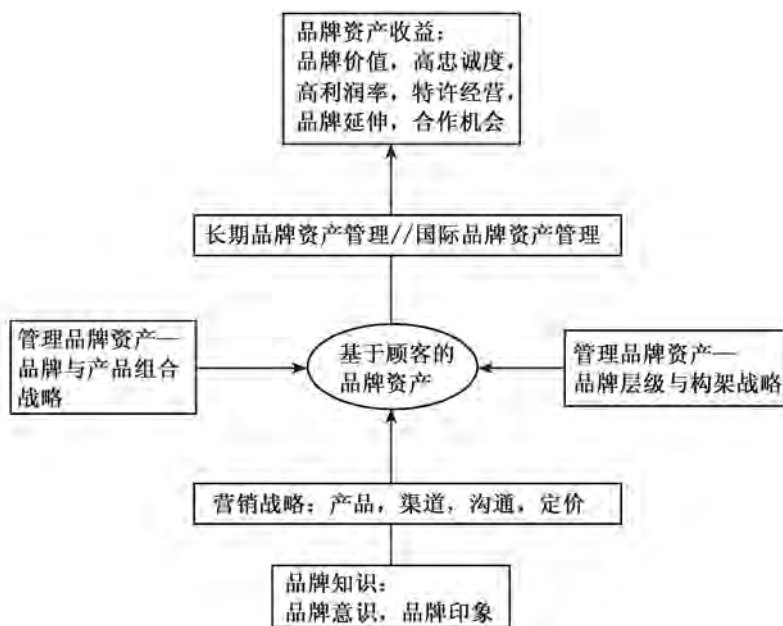 品牌资产收益：
品牌价值，高忠诚度，
高利润率，特许经营，
品牌延伸，合作机会
长期品牌资产管理//国际品牌资产管理
管理品牌资产—
品牌与产品组合
战略
基于顾客的
品牌资产
管理品牌资产—
品牌层级与构架战略
营销战略：产品，渠道，沟通，定价
品牌知识：
品牌意识，品牌印象